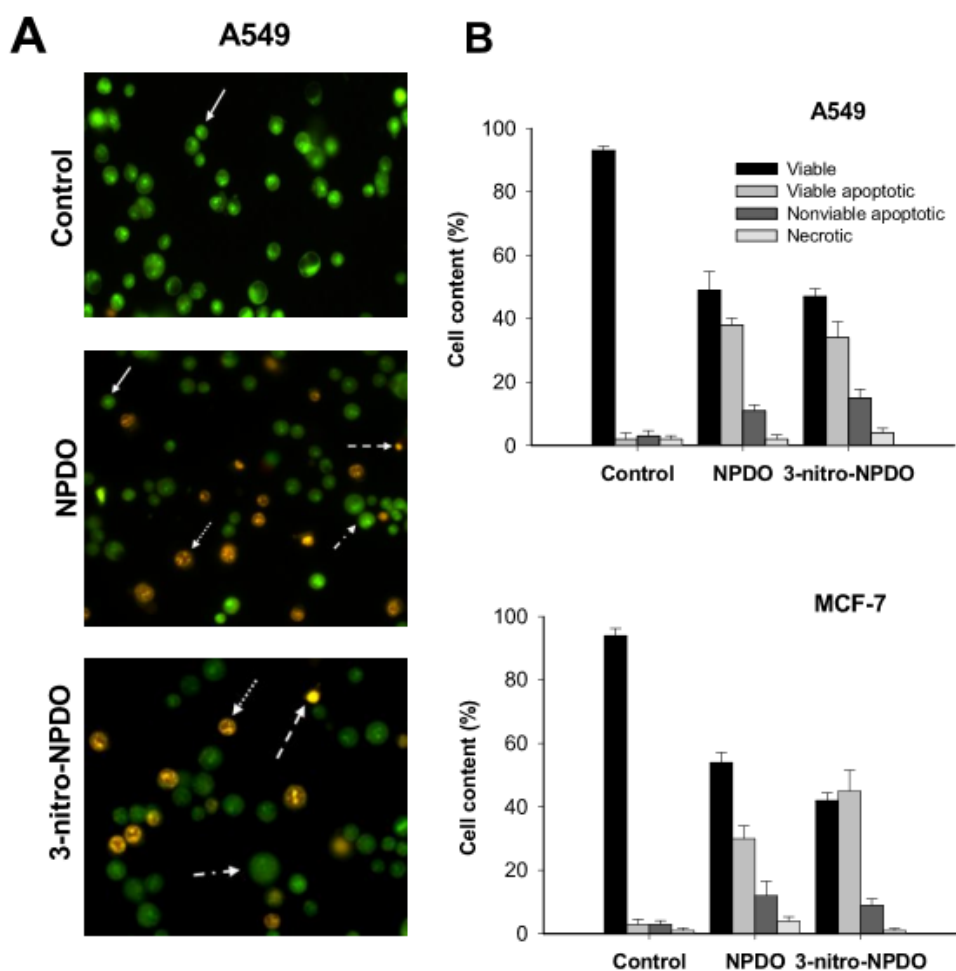 A
A549
Control
NPDO
3-nitro-NPDO
B
A549
Cell content (%)
100
80
60
40
20
0
Viable
Viable apoptotic
Nonviable apoptotic
Necrotic
Control NPDO 3-nitro-NPDO
MCF-7
Cell content (%)
100
80
60
40
20
0
Control NPDO 3-nitro-NPDO